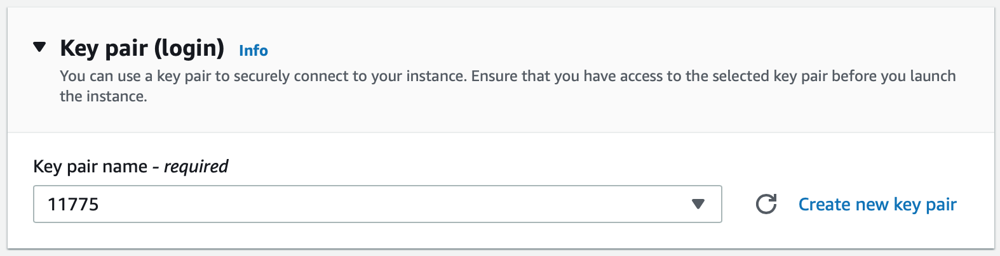 Key pair (login) Info
You can use a key pair to securely connect to your instance. Ensure that you have access to the selected key pair before you launch
the instance.
Key pair name - required
11775 Create new key pair